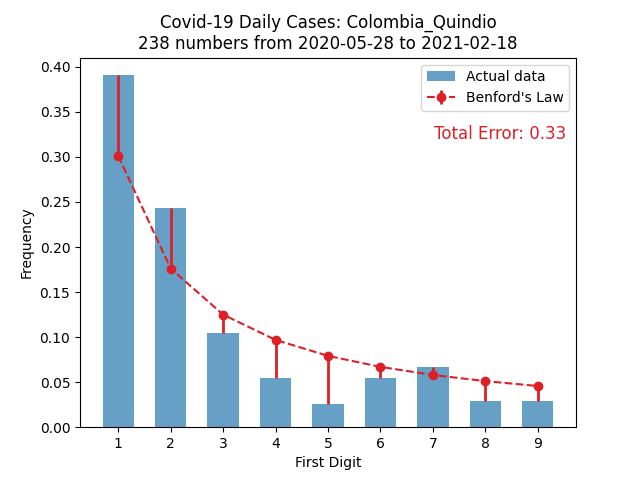 Covid-19 Daily Cases: Colombia_Quindio
238 numbers from 2020-05-28 to 2021-02-18
Actual data
Benford's Law
Total Error: 0.33
Frequency
0.40
0.35
0.30
0.25
0.20
0.15
0.10
0.05
0.00
1 2 3 4 5 6 7 8 9
First Digit